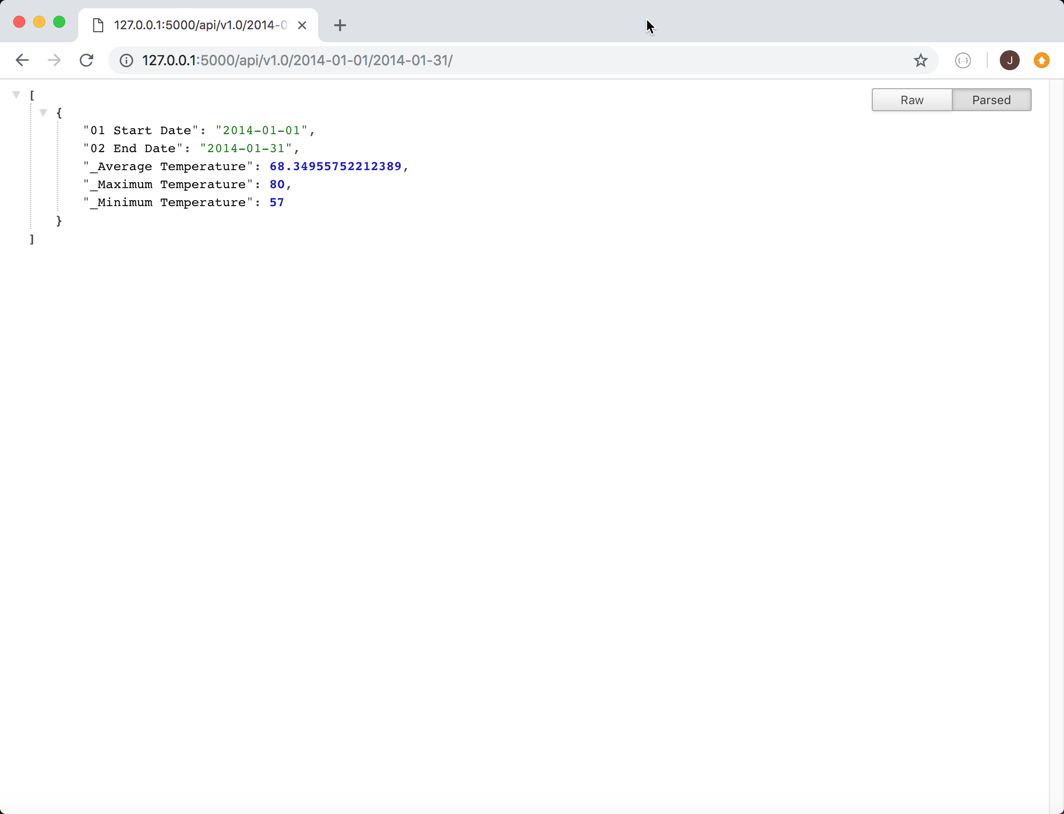 127.0.0.1:5000/api/v1.0/2014-0
127.0.0.1:5000/api/v1.0/2014-01-01/2014-01-31/
J
Raw
Parsed
[
{
"01 Start Date": "2014-01-01",
"02 End Date": "2014-01-31",
"_Average Temperature": 68.34955752212389,
"_Maximum Temperature": 80,
"_Minimum Temperature": 57
}
]